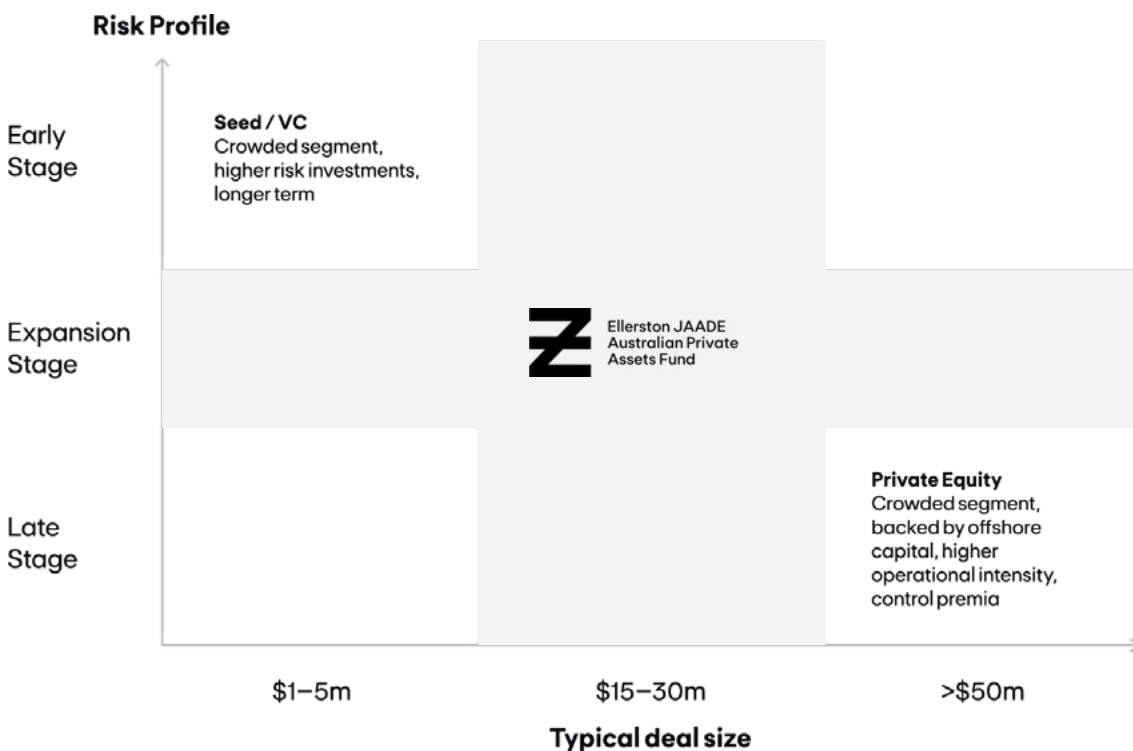 Risk Profile
Early
Stage
Seed / VC
Crowded segment,
higher risk investments,
longer term
Expansion
Stage
Ellerston JAADE
Australian Private
Assets Fund
Late
Stage
Private Equity
Crowded segment,
backed by offshore
capital, higher
operational intensity,
control premia
$1–5m
$15–30m
>$50m
Typical deal size